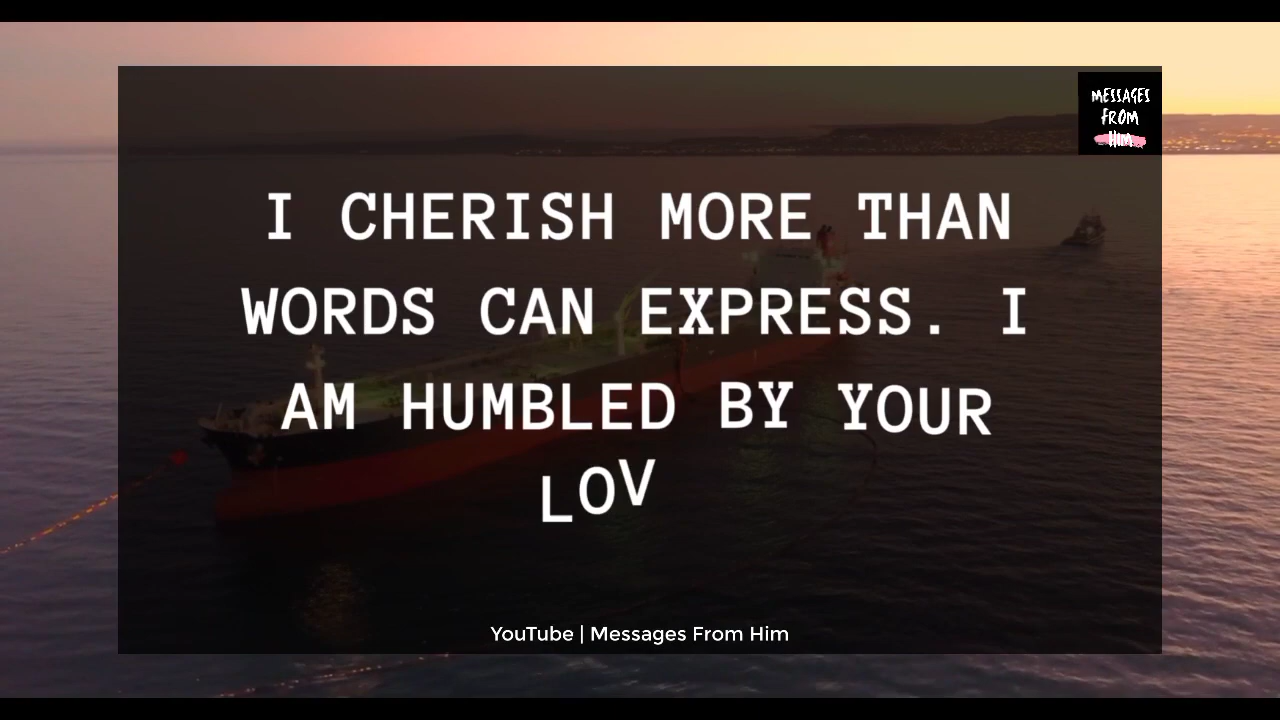 MESSAGES
FROM
HIM
I CHERISH MORE THAN
WORDS CAN EXPRESS. I
AM HUMBLED BY YOUR
LOV
YouTube | Messages From Him